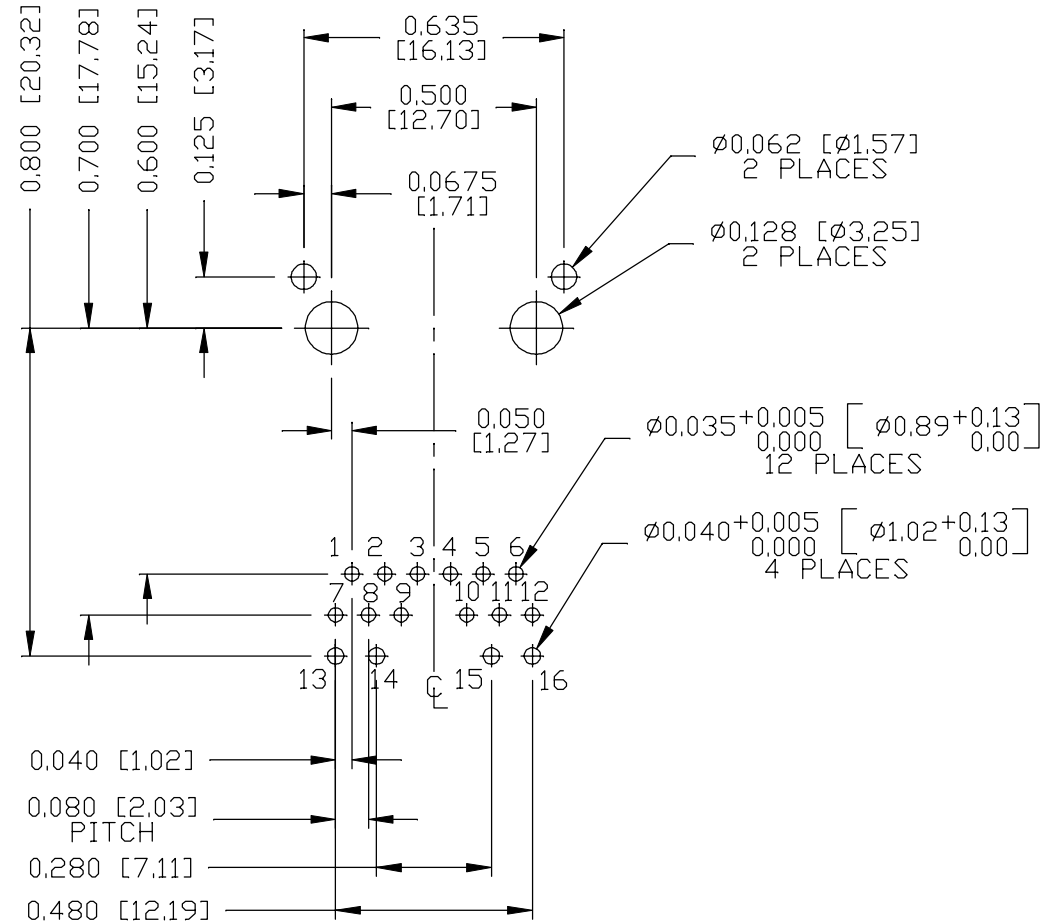 0,800 [20,32]
0,700 [17,78]
0,600 [15,24]
0,125 [3,17]
0,635
[16,13]
0,500
[12,70]
0,0675
[1,71]
Ø0,062 [Ø1,57]
2 PLACES
Ø0,128 [Ø3,25]
2 PLACES
0,050
[1,27]
Ø0,035+0,005 [ Ø0,89+0,13 ]
0,000 0,00
12 PLACES
Ø0,040+0,005 [ Ø1,02+0,13 ]
0,000 0,00
4 PLACES
1 2 3 4 5 6
7 8 9 10 11 12
13 14 15 16
℄
0,040 [1,02]
0,080 [2,03]
PITCH
0,280 [7,11]
0,480 [12,19]